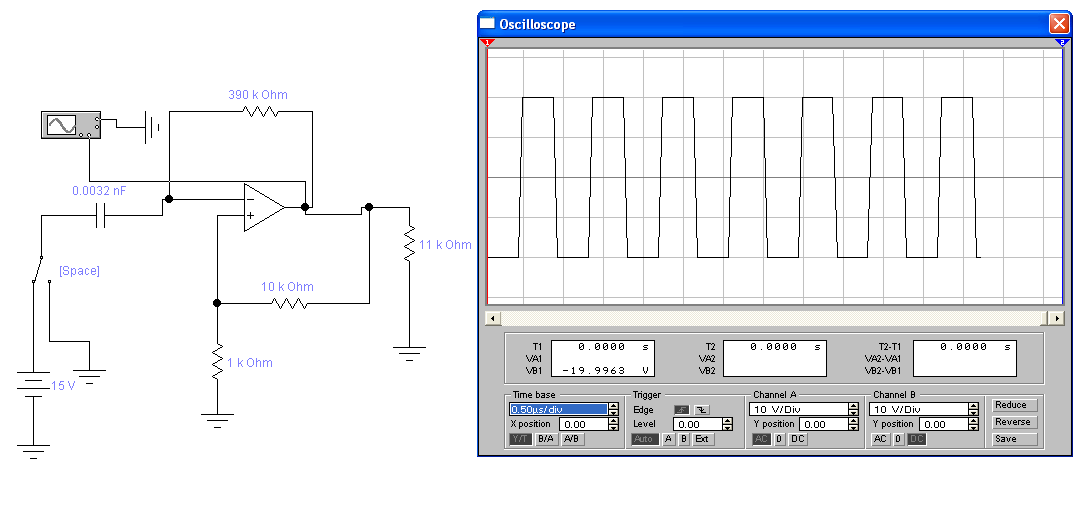 390 k Ohm
0.0032 nF
[Space]
15 V
10 k Ohm
1 k Ohm
11 k Ohm
Oscilloscope
1
2
T1 0.0000 s T2 0.0000 s T2-T1 0.0000 s
VA1 VA2 VA2-VA1
VB1 -19.9963 V VB2 VB2-VB1
Time base Trigger Channel A Channel B
0.50µs/div Edge 10 V/Div 10 V/Div Reduce
X position 0.00 Level 0.00 Y position 0.00 Y position 0.00 Reverse
Y/T B/A A/B Auto A B Ext AC 0 DC AC 0 DC Save